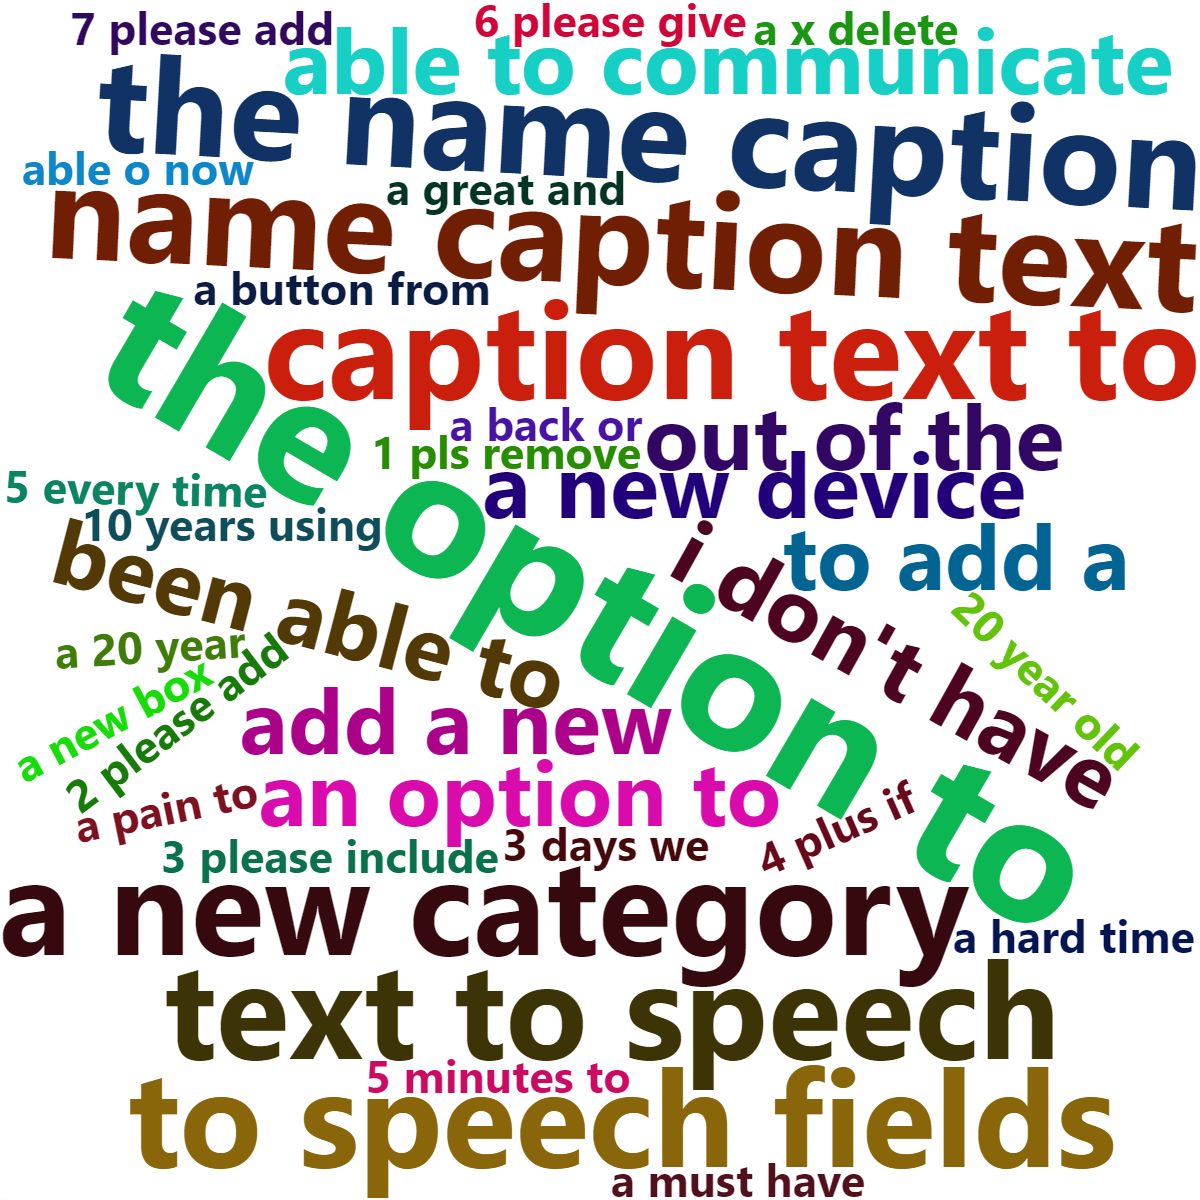 7 please add
6 please give
a x delete
able to communicate
the name caption
able o now
a great and
name caption text
a button from
caption text to
the option to
a back or
out of the
1 pls remove
a new device
5 every time
10 years using
to add a
been able to
i don't have
20 year old
a 20 year
a new box
2 please add
add a new
a pain to
an option to
3 please include
3 days we
4 plus if
a new category
a hard time
text to speech
5 minutes to
to speech fields
a must have